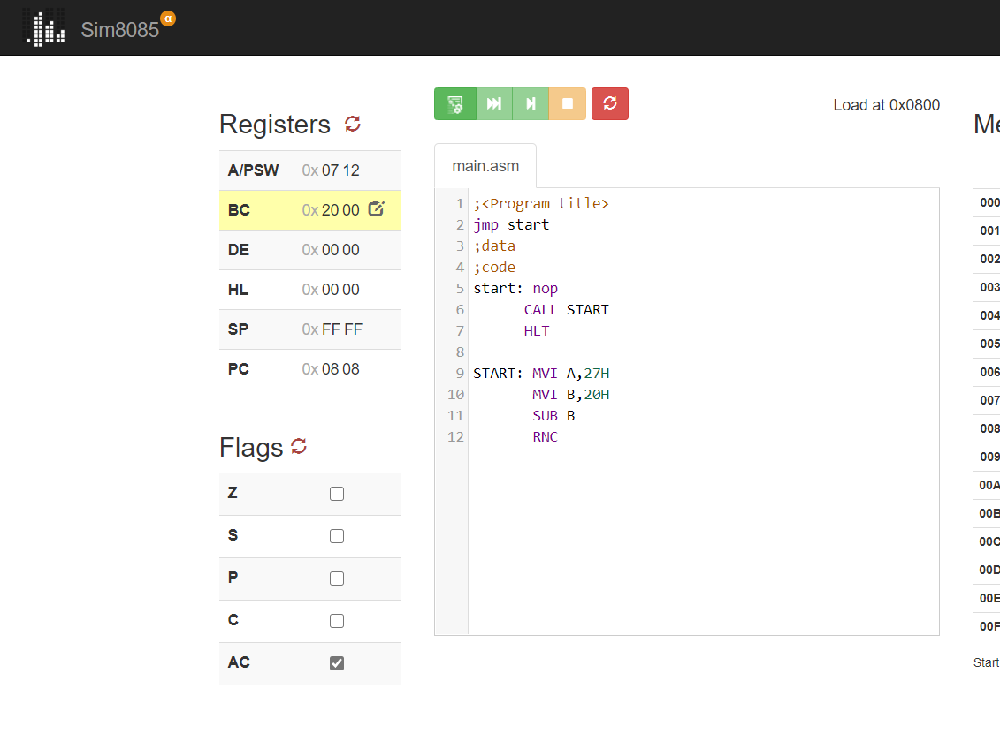 Sim8085 α
Load at 0x0800
Registers
A/PSW 0x 07 12
BC 0x 20 00
DE 0x 00 00
HL 0x 00 00
SP 0x FF FF
PC 0x 08 08
Flags
Z
S
P
C
AC
main.asm
1 ;<Program title>
2 jmp start
3 ;data
4 ;code
5 start: nop
6 CALL START
7 HLT
8
9 START: MVI A,27H
10 MVI B,20H
11 SUB B
12 RNC
Me
000
001
002
003
004
005
006
007
008
009
00A
00B
00C
00D
00E
00F
Start